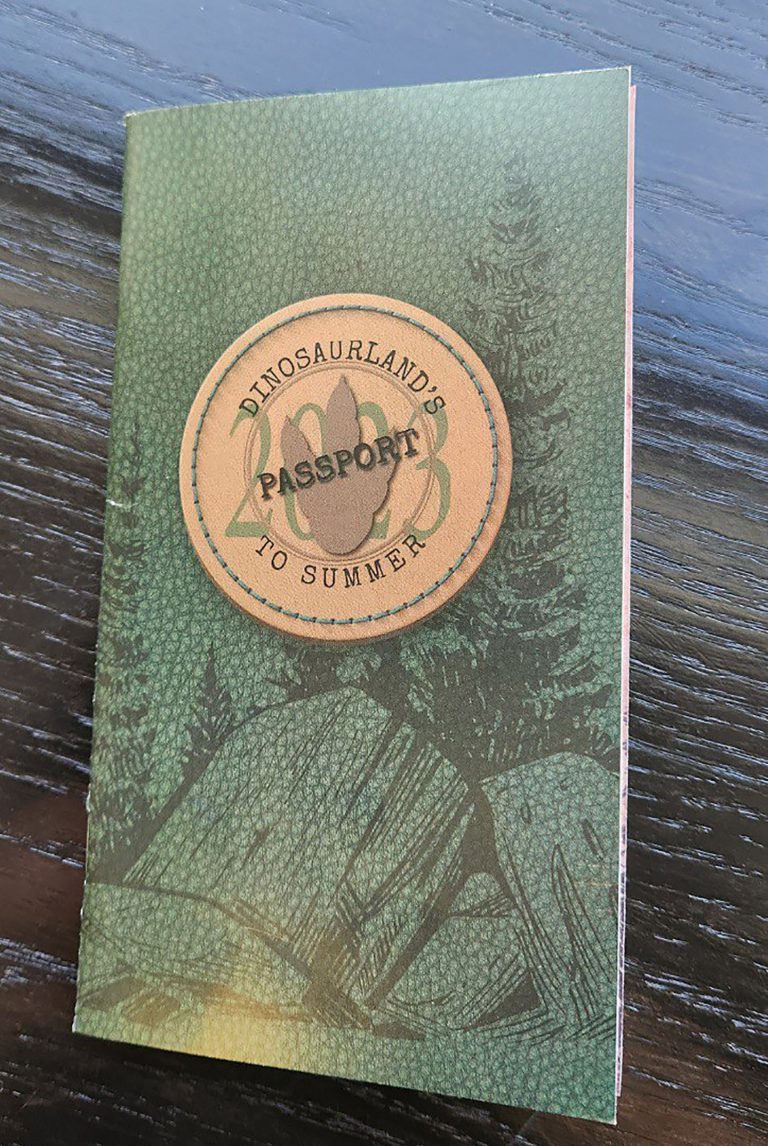 DINOSAURLAND'S
2023
PASSPORT
TO SUMMER